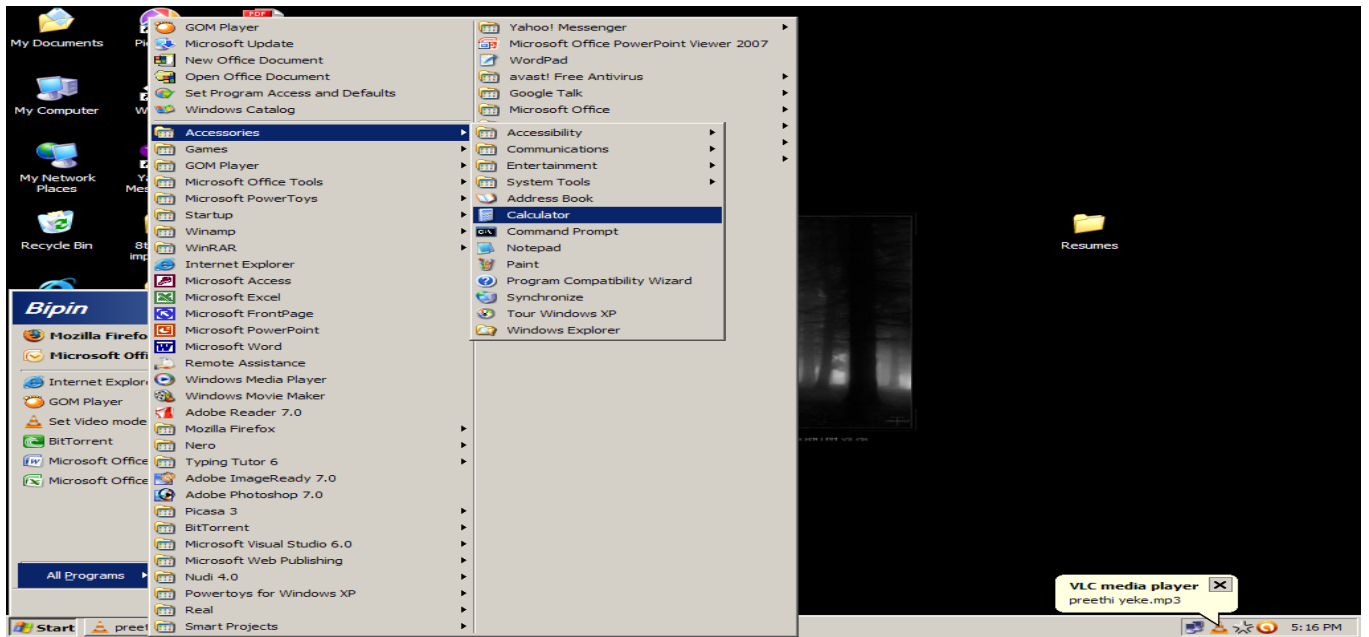 My Documents
My Computer
My Network
Places
Recycle Bin
Bipin
Mozilla Firefo
Microsoft Offi
Internet Explor
GOM Player
Set Video mode
BitTorrent
Microsoft Office
Microsoft Office
All Programs
Start
preet
GOM Player
Microsoft Update
New Office Document
Open Office Document
Set Program Access and Defaults
Windows Catalog
Accessories
Games
GOM Player
Microsoft Office Tools
Microsoft PowerToys
Startup
Winamp
WinRAR
Internet Explorer
Microsoft Access
Microsoft Excel
Microsoft FrontPage
Microsoft PowerPoint
Microsoft Word
Remote Assistance
Windows Media Player
Windows Movie Maker
Adobe Reader 7.0
Mozilla Firefox
Nero
Typing Tutor 6
Adobe ImageReady 7.0
Adobe Photoshop 7.0
Picasa 3
BitTorrent
Microsoft Visual Studio 6.0
Microsoft Web Publishing
Nudi 4.0
Powertoys for Windows XP
Real
Smart Projects
Yahoo! Messenger
Microsoft Office PowerPoint Viewer 2007
WordPad
avast! Free Antivirus
Google Talk
Microsoft Office
Accessibility
Communications
Entertainment
System Tools
Address Book
Calculator
Command Prompt
Notepad
Paint
Program Compatibility Wizard
Synchronize
Tour Windows XP
Windows Explorer
Resumes
VLC media player
preethi yeke.mp3
5:16 PM